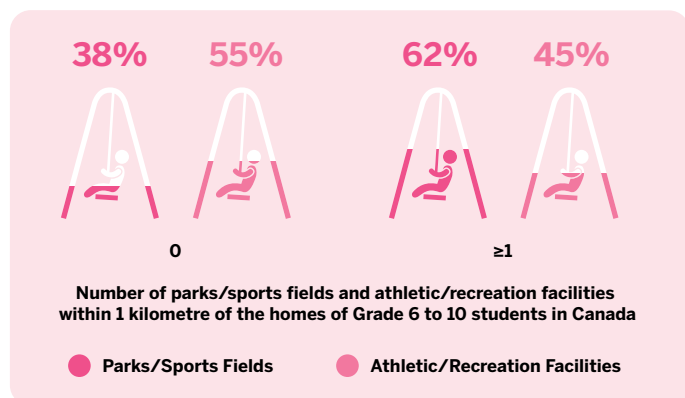 38% 55% 62% 45%
0 ≥1
Number of parks/sports fields and athletic/recreation facilities
within 1 kilometre of the homes of Grade 6 to 10 students in Canada
Parks/Sports Fields Athletic/Recreation Facilities